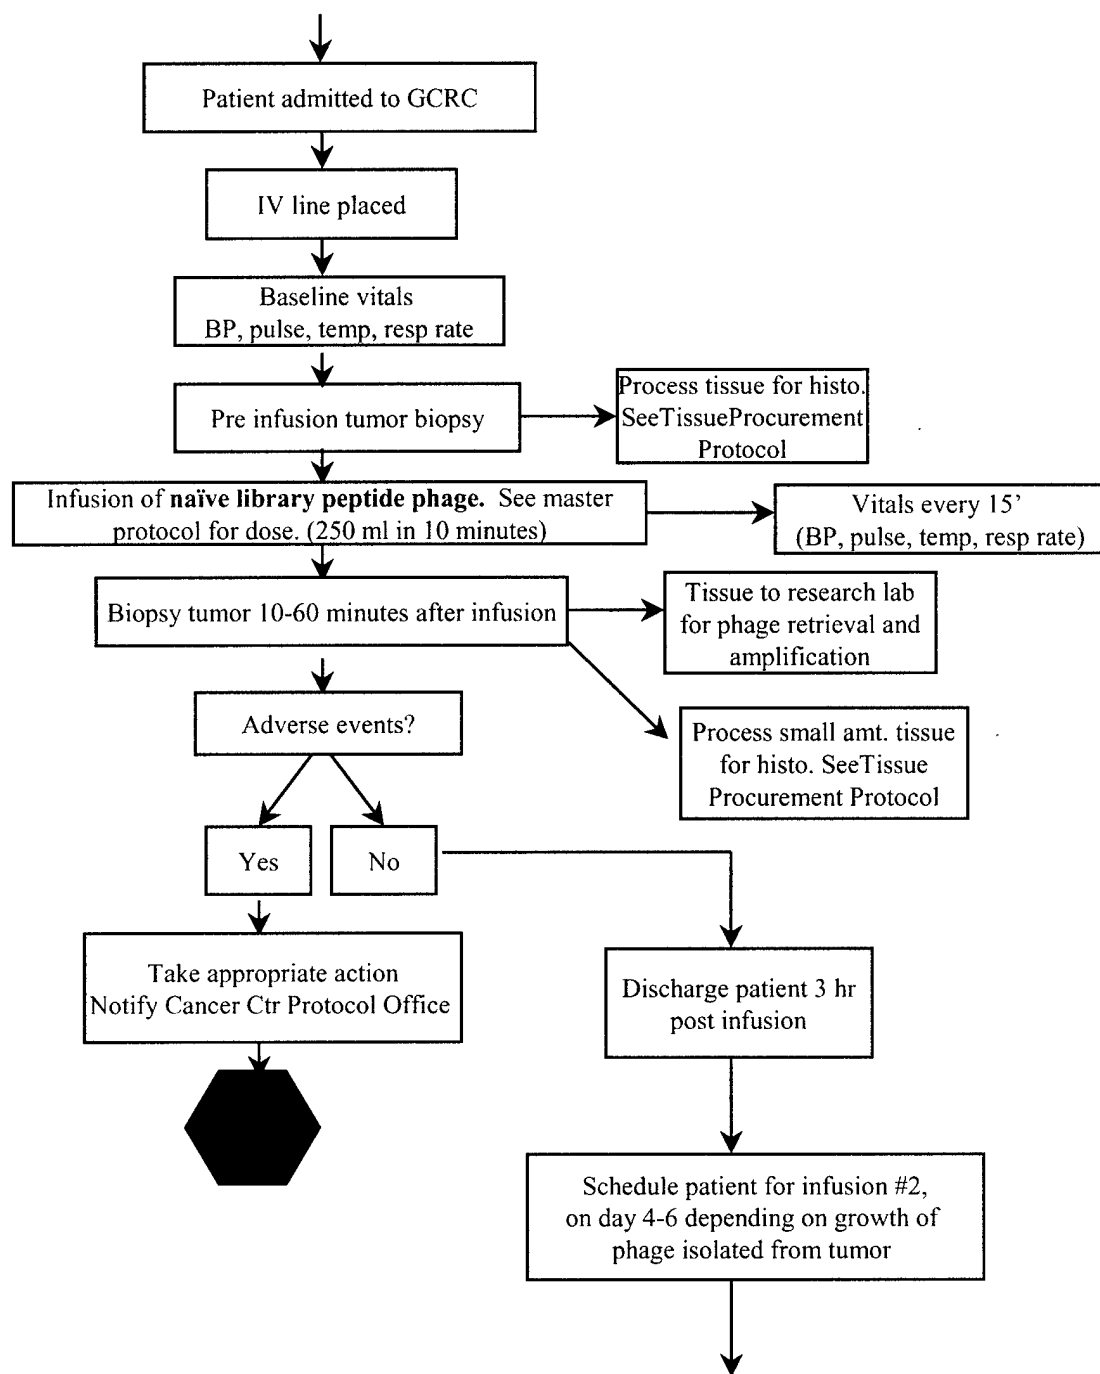 Patient admitted to GCRC
IV line placed
Baseline vitals
BP, pulse, temp, resp rate
Pre infusion tumor biopsy
Process tissue for histo.
SeeTissueProcurement
Protocol
Infusion of naïve library peptide phage.  See master
protocol for dose. (250 ml in 10 minutes)
Vitals every 15’
(BP, pulse, temp, resp rate)
Biopsy tumor 10-60 minutes after infusion
Tissue to research lab
for phage retrieval and
amplification
Process small amt. tissue
for histo. SeeTissue
Procurement Protocol
Adverse events?
Yes
No
Take appropriate action
Notify Cancer Ctr Protocol Office
Discharge patient 3 hr
post infusion
Schedule patient for infusion #2,
on day 4-6 depending on growth of
phage isolated from tumor